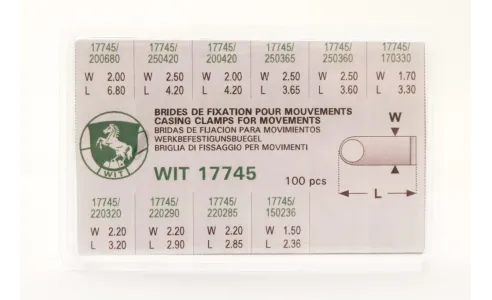 17745/ 17745/ 17745/ 17745/ 17745/ 17745/
200680 250420 200420 250365 250360 170330
W 2.00 W 2.50 W 2.00 W 2.50 W 2.50 W 1.70
L 6.80 L 4.20 L 4.20 L 3.65 L 3.60 L 3.30
BRIDES DE FIXATION POUR MOUVEMENTS
CASING CLAMPS FOR MOVEMENTS
BRIDAS DE FIJACION PARA MOVIMIENTOS
WERKBEFESTIGUNSBUEGEL
BRIGLIA DI FISSAGGIO PER MOVIMENTI
WIT
WIT 17745 100 pcs
W
L
17745/ 17745/ 17745/ 17745/
220320 220290 220285 150236
W 2.20 W 2.20 W 2.20 W 1.50
L 3.20 L 2.90 L 2.85 L 2.36